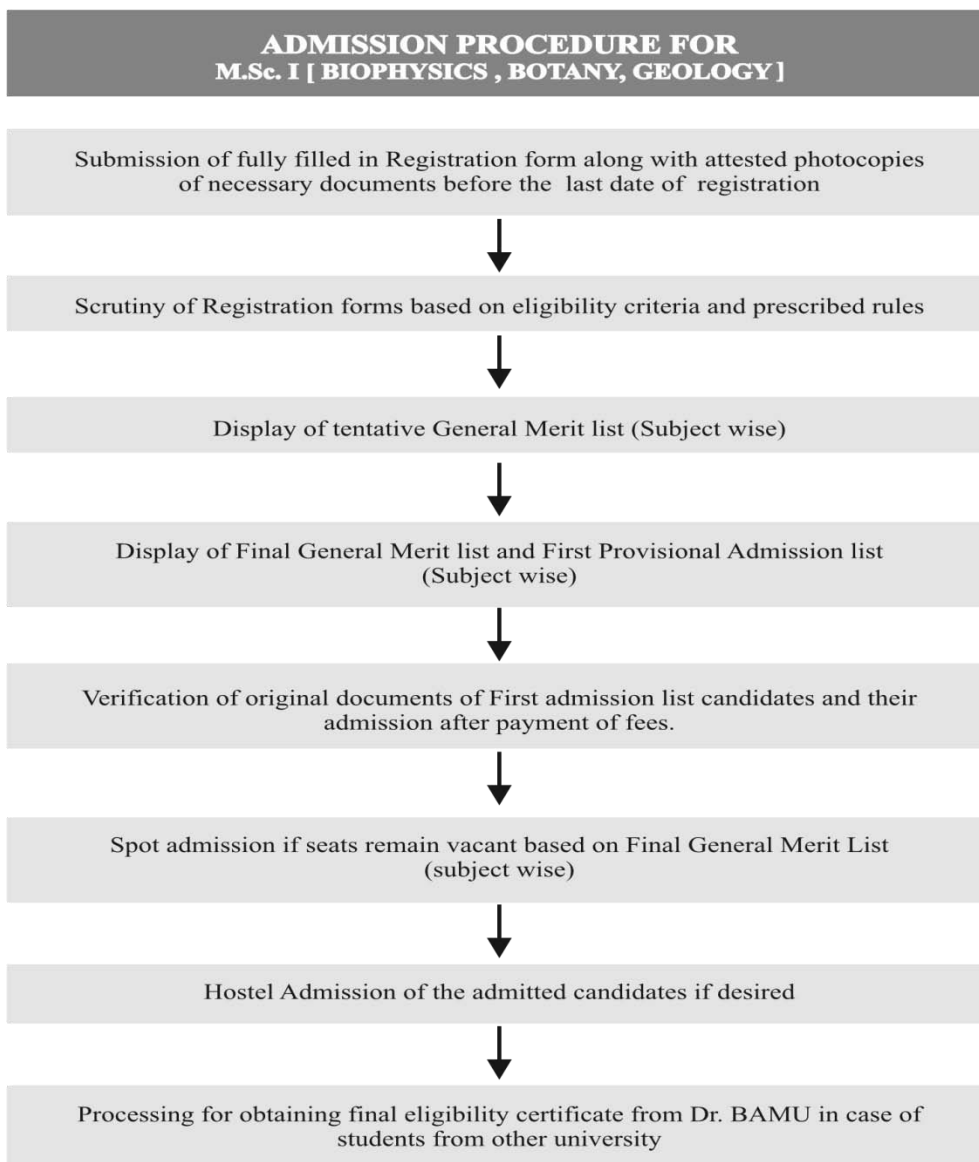 ADMISSION PROCEDURE FOR
M.Sc. I [ BIOPHYSICS , BOTANY, GEOLOGY ]
Submission of fully filled in Registration form along with attested photocopies
of necessary documents before the last date of registration
Scrutiny of Registration forms based on eligibility criteria and prescribed rules
Display of tentative General Merit list (Subject wise)
Display of Final General Merit list and First Provisional Admission list
(Subject wise)
Verification of original documents of First admission list candidates and their
admission after payment of fees.
Spot admission if seats remain vacant based on Final General Merit List
(subject wise)
Hostel Admission of the admitted candidates if desired
Processing for obtaining final eligibility certificate from Dr. BAMU in case of
students from other university